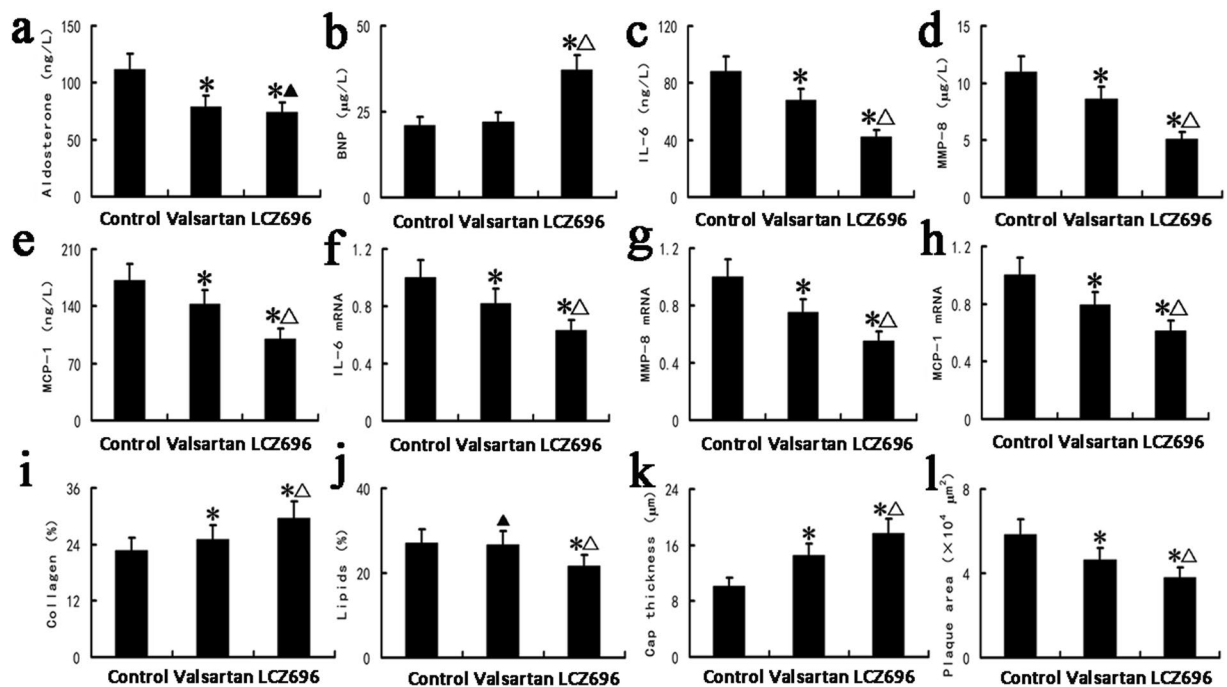 a
Aldosterone (ng/L)
150
100
50
0
*
*▲
Control Valsartan LCZ696
b
BNP (μg/L)
50
25
0
*△
Control Valsartan LCZ696
c
IL-6 (ng/L)
120
80
40
0
*
*△
Control Valsartan LCZ696
d
MMP-8 (μg/L)
15
10
5
0
*
*△
Control Valsartan LCZ696
e
MCP-1 (ng/L)
210
140
70
0
*
*△
Control Valsartan LCZ696
f
IL-6 mRNA
1.2
0.8
0.4
0
*
*△
Control Valsartan LCZ696
g
MMP-8 mRNA
1.2
0.8
0.4
0
*
*△
Control Valsartan LCZ696
h
MCP-1 mRNA
1.2
0.8
0.4
0
*
*△
Control Valsartan LCZ696
i
Collagen (%)
36
24
12
0
*
*△
Control Valsartan LCZ696
j
Lipids (%)
40
20
0
▲
*△
Control Valsartan LCZ696
k
Cap thickness (μm)
24
16
8
0
*
*△
Control Valsartan LCZ696
l
Plaque area (×10⁴ μm²)
8
4
0
*
*△
Control Valsartan LCZ696